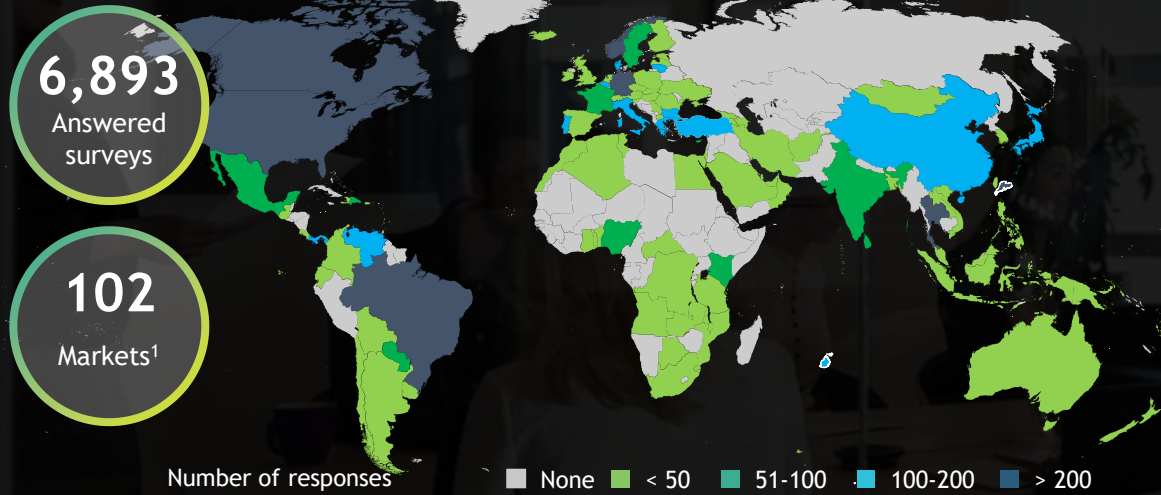 6,893
Answered
surveys
102
Markets¹
Number of responses
None
< 50
51-100
100-200
> 200